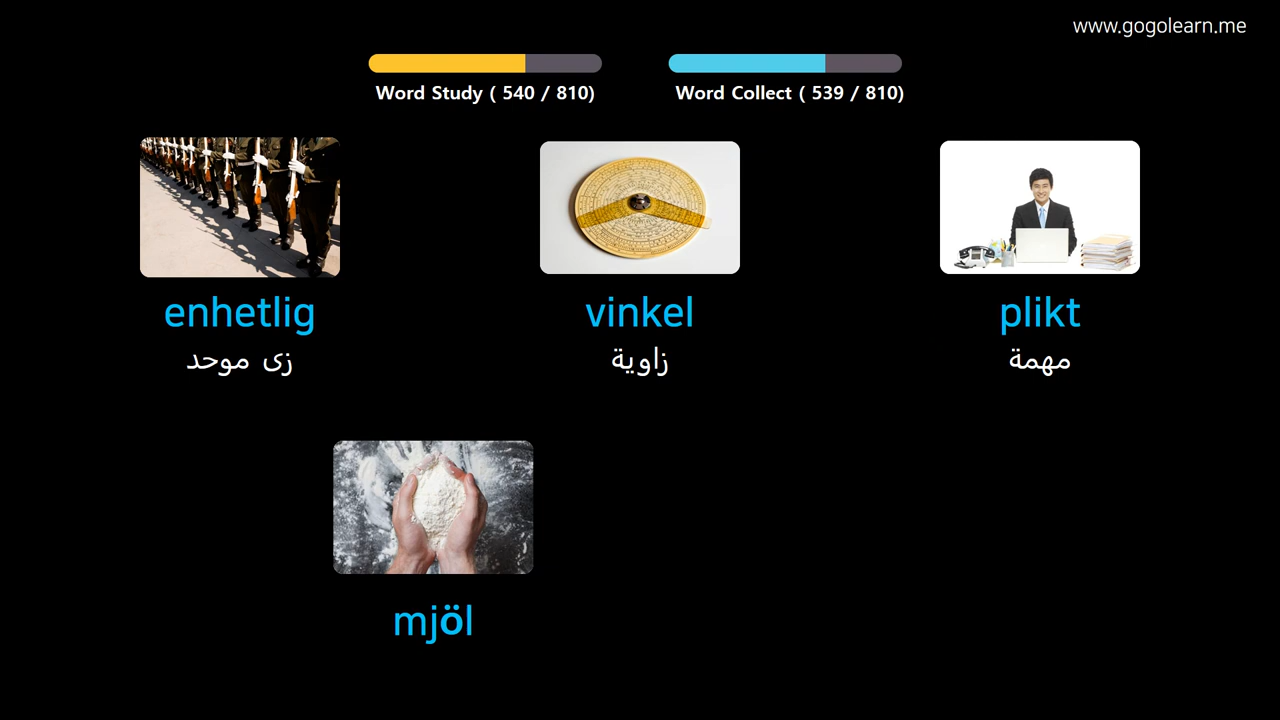 www.gogolearn.me
Word Study ( 540 / 810)
Word Collect ( 539 / 810)
enhetlig
زى موحد
vinkel
زاوية
plikt
مهمة
mjöl